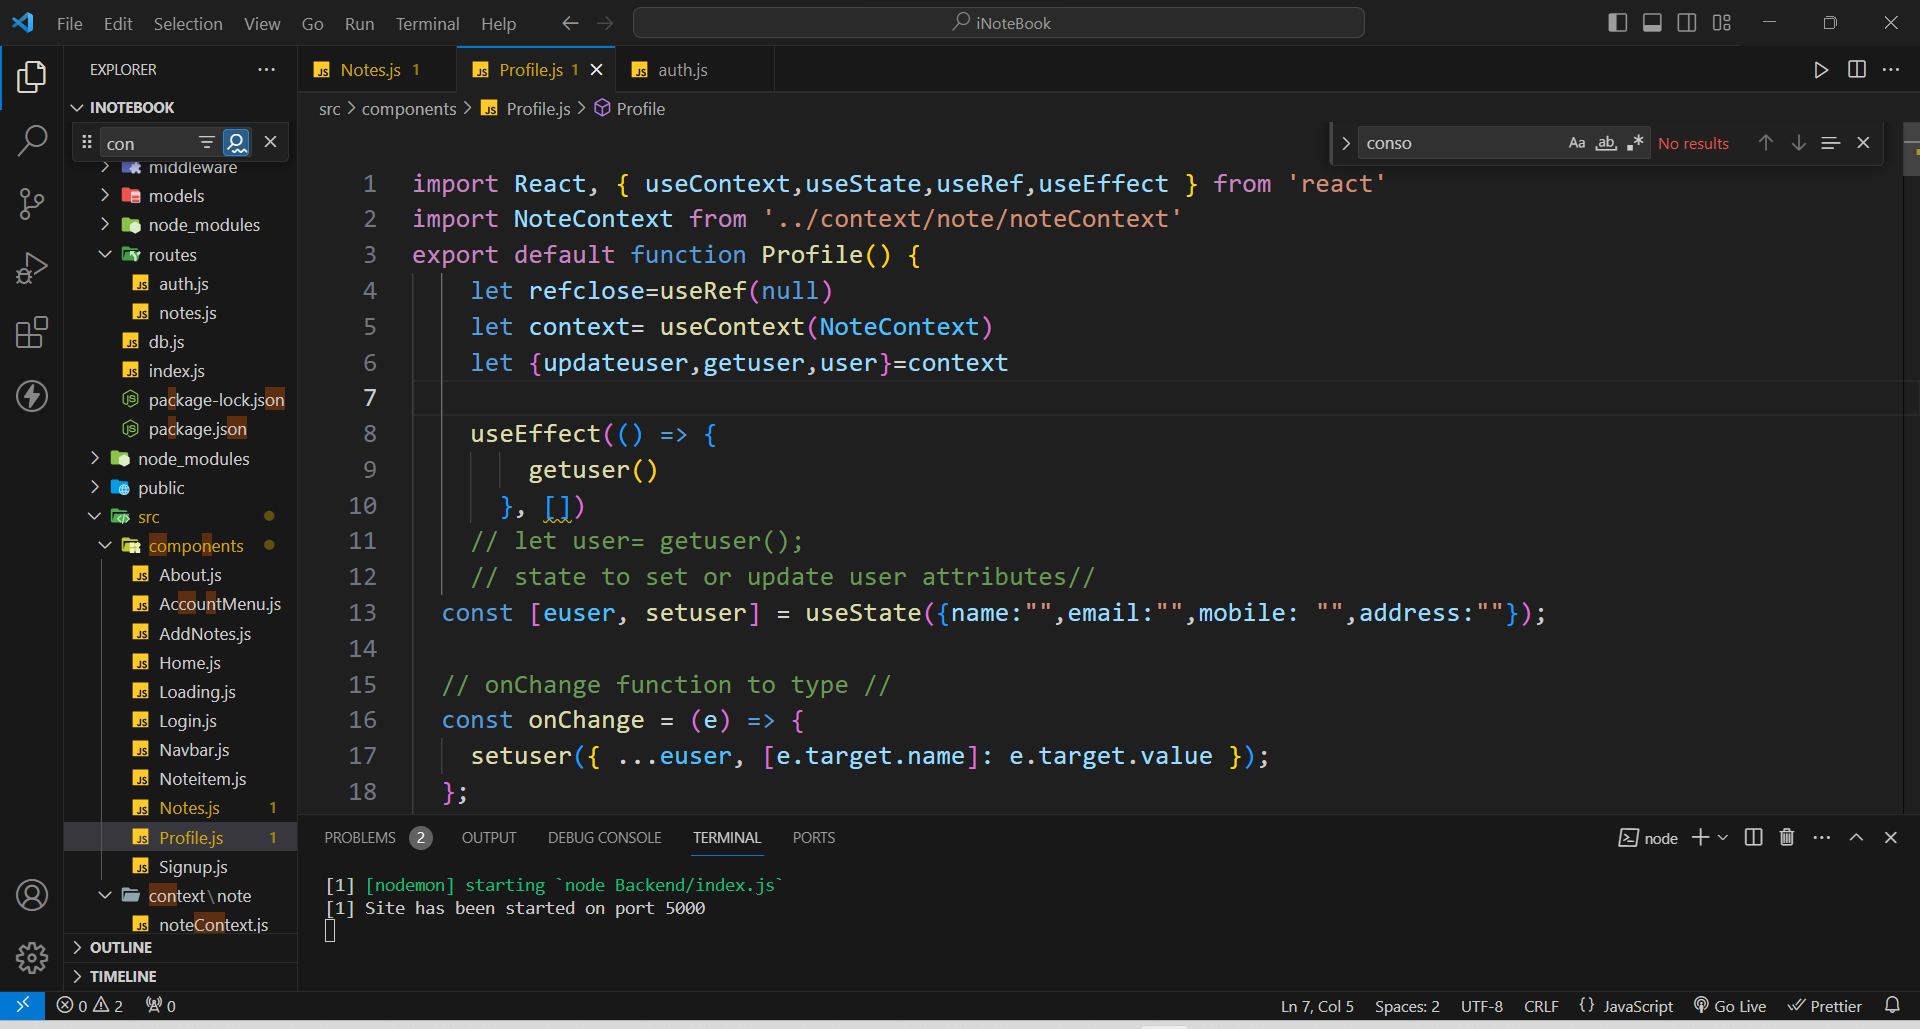 File Edit Selection View Go Run Terminal Help
iNoteBook
EXPLORER
INOTEBOOK
con
middleware
models
node_modules
routes
auth.js
notes.js
db.js
index.js
package-lock.json
package.json
node_modules
public
src
components
About.js
AccountMenu.js
AddNotes.js
Home.js
Loading.js
Login.js
Navbar.js
Noteitem.js
Notes.js 1
Profile.js 1
Signup.js
context\note
noteContext.js
OUTLINE
TIMELINE
Notes.js 1 Profile.js 1 auth.js
src > components > Profile.js > Profile
conso Aa ab No results
1 import React, { useContext,useState,useRef,useEffect } from 'react'
2 import NoteContext from '../context/note/noteContext'
3 export default function Profile() {
4 let refclose=useRef(null)
5 let context= useContext(NoteContext)
6 let {updateuser,getuser,user}=context
7
8 useEffect(() => {
9 getuser()
10 }, [])
11 // let user= getuser();
12 // state to set or update user attributes//
13 const [euser, setuser] = useState({name:"",email:"",mobile: "",address:""});
14
15 // onChange function to type //
16 const onChange = (e) => {
17 setuser({ ...euser, [e.target.name]: e.target.value });
18 };
PROBLEMS 2 OUTPUT DEBUG CONSOLE TERMINAL PORTS
node
[1] [nodemon] starting `node Backend/index.js`
[1] Site has been started on port 5000
0 2 0
Ln 7, Col 5 Spaces: 2 UTF-8 CRLF {} JavaScript Go Live Prettier